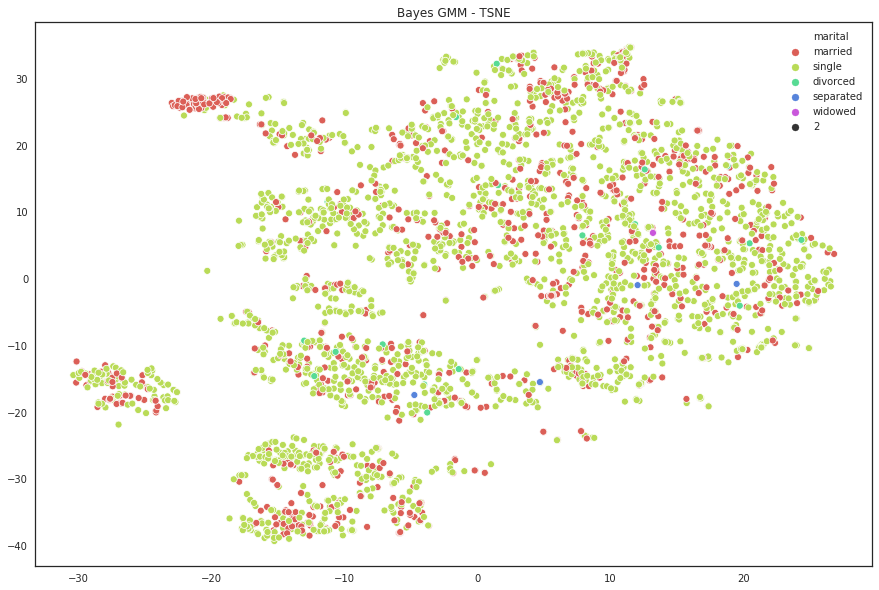 Bayes GMM - TSNE
marital
married
single
divorced
separated
widowed
2
30
20
10
0
−10
−20
−30
−40
−30
−20
−10
0
10
20